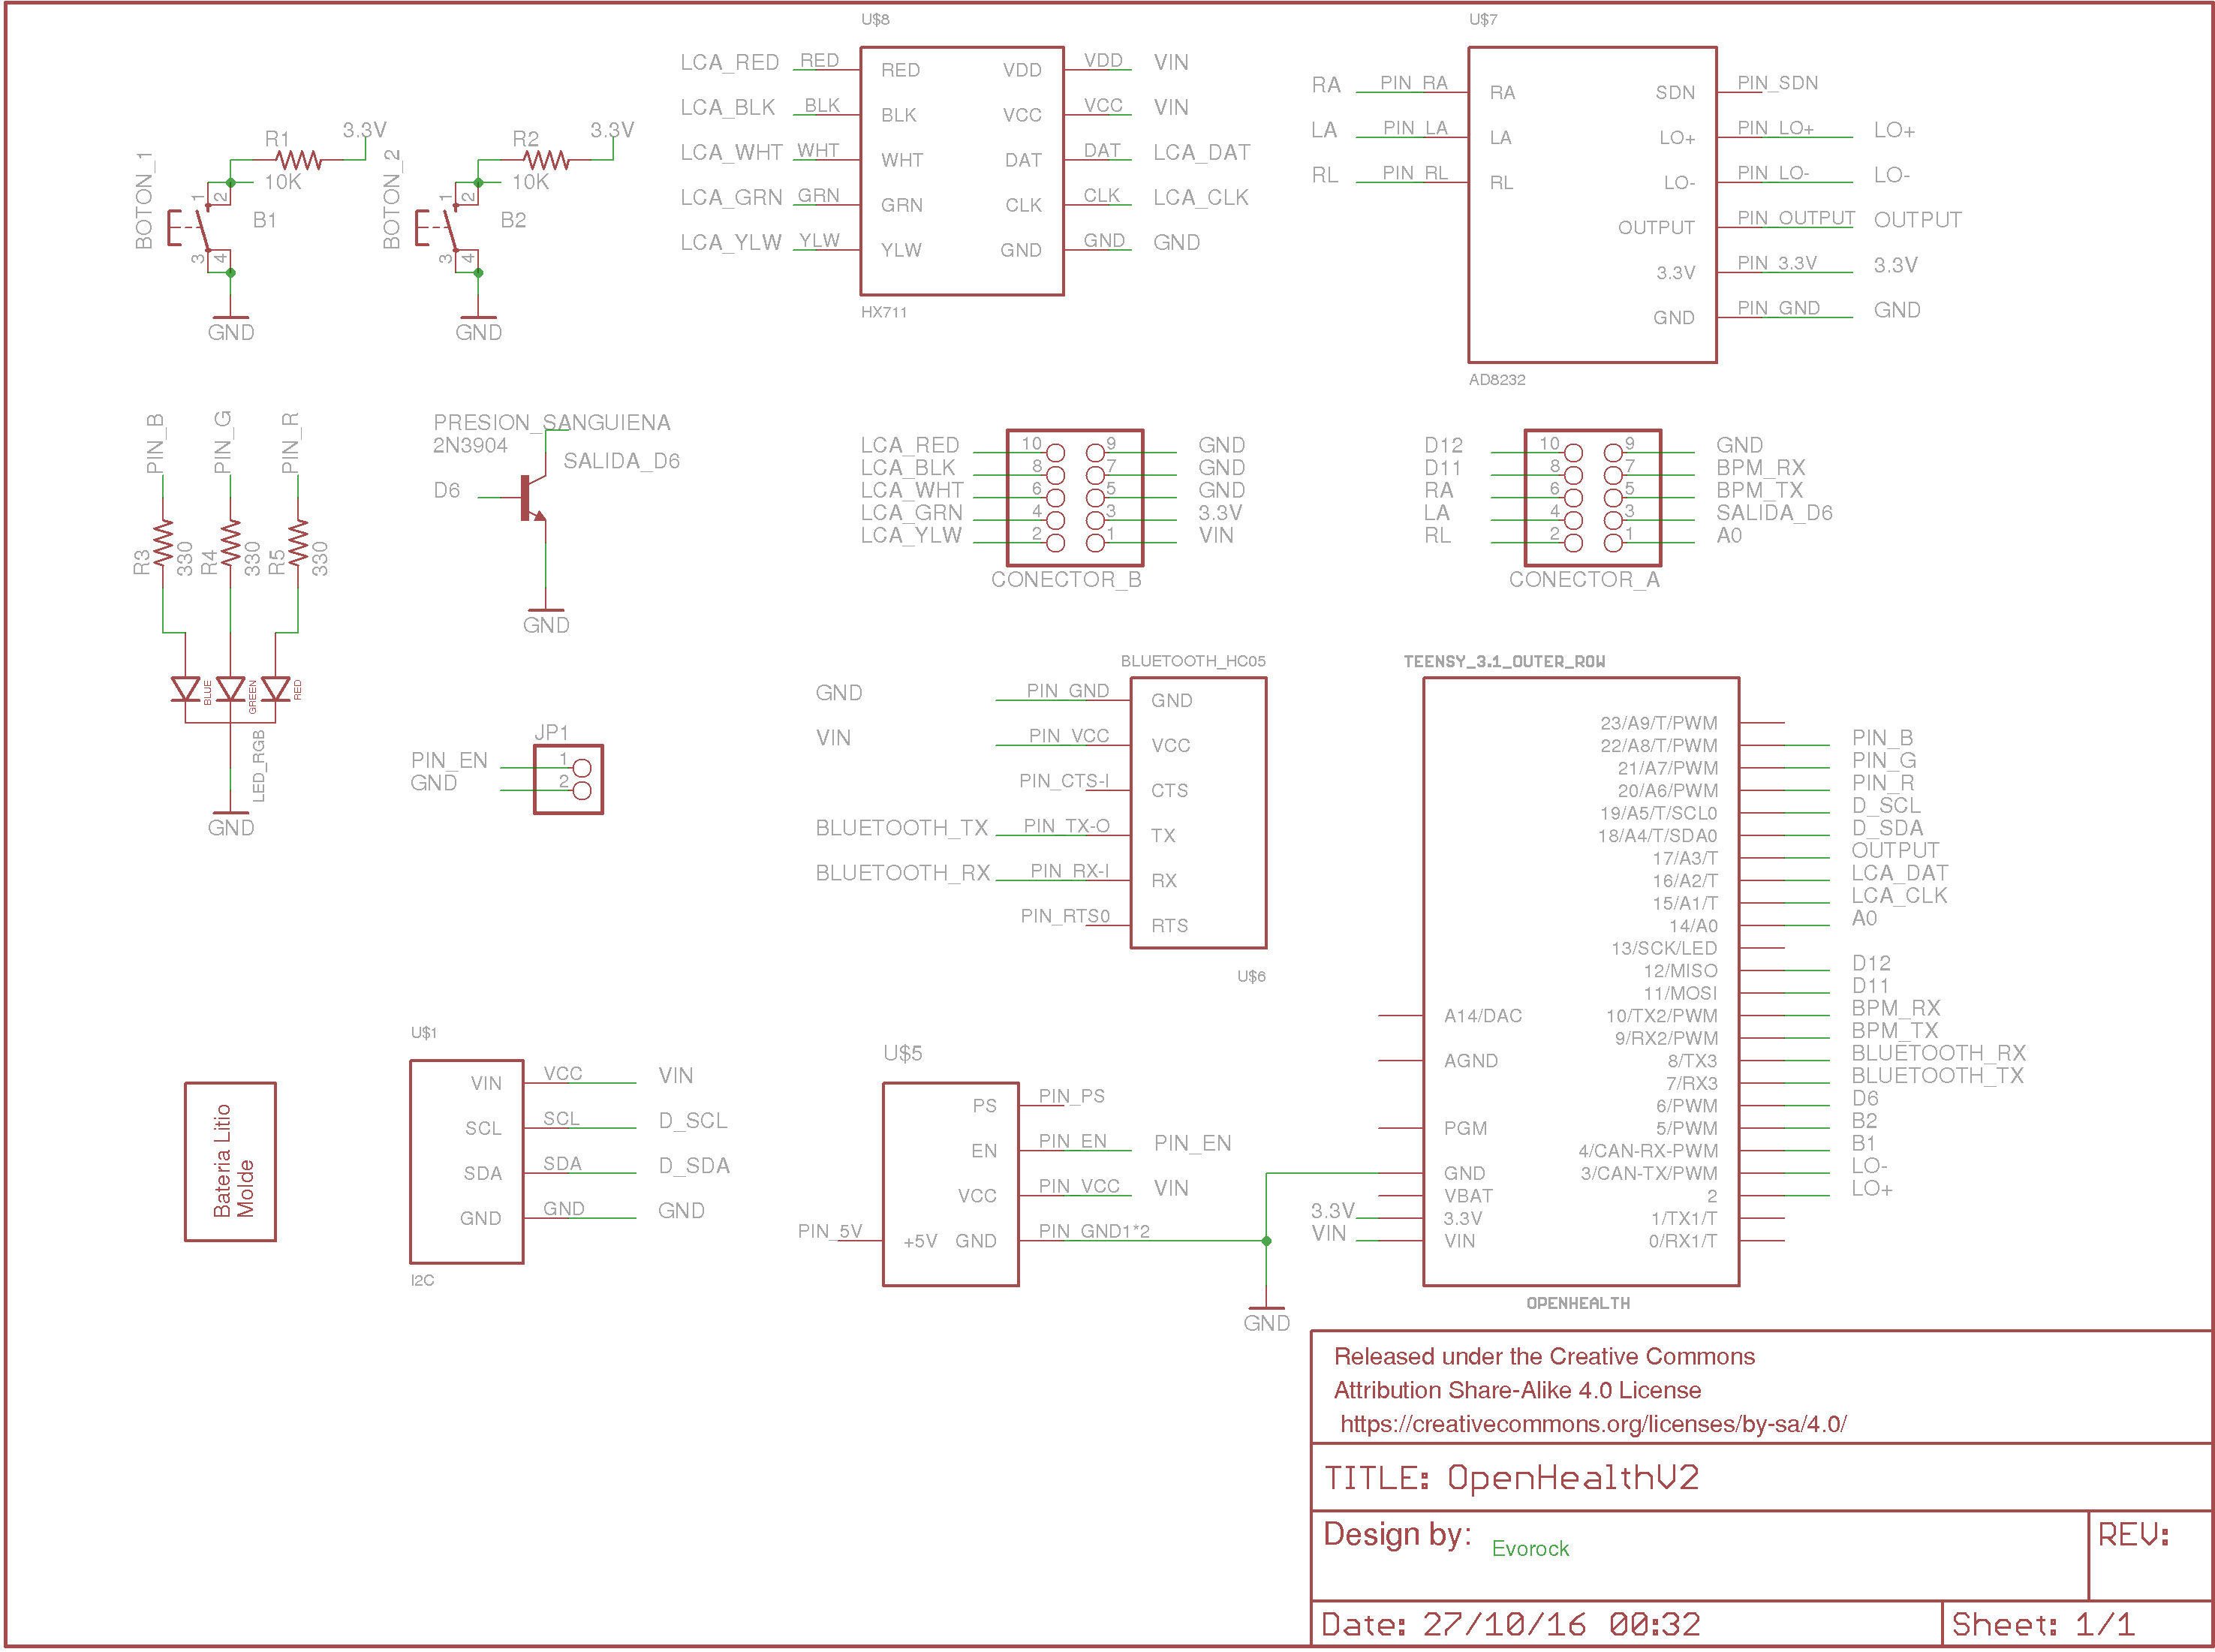 U$8
LCA_RED RED RED VDD VDD VIN
LCA_BLK BLK BLK VCC VCC VIN
LCA_WHT WHT WHT DAT DAT LCA_DAT
LCA_GRN GRN GRN CLK CLK LCA_CLK
LCA_YLW YLW YLW GND GND GND
HX711
U$7
RA PIN_RA RA SDN PIN_SDN
LA PIN_LA LA LO+ PIN_LO+ LO+
RL PIN_RL RL LO- PIN_LO- LO-
OUTPUT PIN_OUTPUT OUTPUT
3.3V PIN_3.3V 3.3V
GND PIN_GND GND
AD8232
BOTON_1
R1
3.3V
10K
1 2
B1
3 4
GND
BOTON_2
R2
3.3V
10K
1 2
B2
3 4
GND
PIN_B
PIN_G
PIN_R
R3
330
R4
330
R5
330
BLUE
GREEN
RED
LED_RGB
GND
PRESION_SANGUIENA
2N3904
SALIDA_D6
D6
GND
LCA_RED 10 9 GND
LCA_BLK 8 7 GND
LCA_WHT 6 5 GND
LCA_GRN 4 3 3.3V
LCA_YLW 2 1 VIN
CONECTOR_B
D12 10 9 GND
D11 8 7 BPM_RX
RA 6 5 BPM_TX
LA 4 3 SALIDA_D6
RL 2 1 A0
CONECTOR_A
JP1
PIN_EN 1
GND 2
BLUETOOTH_HC05
GND PIN_GND GND
VIN PIN_VCC VCC
PIN_CTS-I CTS
BLUETOOTH_TX PIN_TX-O TX
BLUETOOTH_RX PIN_RX-I RX
PIN_RTS0 RTS
U$6
TEENSY_3.1_OUTER_ROW
23/A9/T/PWM
22/A8/T/PWM PIN_B
21/A7/PWM PIN_G
20/A6/PWM PIN_R
19/A5/T/SCL0 D_SCL
18/A4/T/SDA0 D_SDA
17/A3/T OUTPUT
16/A2/T LCA_DAT
15/A1/T LCA_CLK
14/A0 A0
13/SCK/LED
12/MISO D12
11/MOSI D11
A14/DAC 10/TX2/PWM BPM_RX
9/RX2/PWM BPM_TX
AGND 8/TX3 BLUETOOTH_RX
7/RX3 BLUETOOTH_TX
6/PWM D6
PGM 5/PWM B2
4/CAN-RX-PWM B1
GND 3/CAN-TX/PWM LO-
VBAT 2 LO+
3.3V 3.3V 1/TX1/T
VIN VIN 0/RX1/T
OPENHEALTH
Bateria Litio
Molde
U$1
VIN VCC VIN
SCL SCL D_SCL
SDA SDA D_SDA
GND GND GND
I2C
U$5
PS PIN_PS
EN PIN_EN PIN_EN
VCC PIN_VCC VIN
PIN_5V +5V GND PIN_GND1*2
GND
Released under the Creative Commons
Attribution Share-Alike 4.0 License
https://creativecommons.org/licenses/by-sa/4.0/
TITLE: OpenHealthV2
Design by: Evorock
REV:
Date: 27/10/16 00:32
Sheet: 1/1